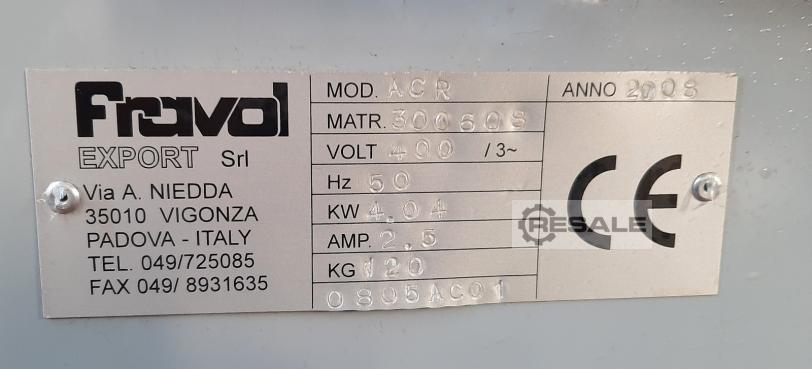 Fravol
EXPORT Srl
Via A. NIEDDA
35010 VIGONZA
PADOVA - ITALY
TEL. 049/725085
FAX 049/ 8931635
MOD. ACR
MATR. 300608
VOLT 400 /3~
Hz 50
KW 4.04
AMP. 2.5
KG 120
0805AC01
ANNO 2008
CE
RESALE